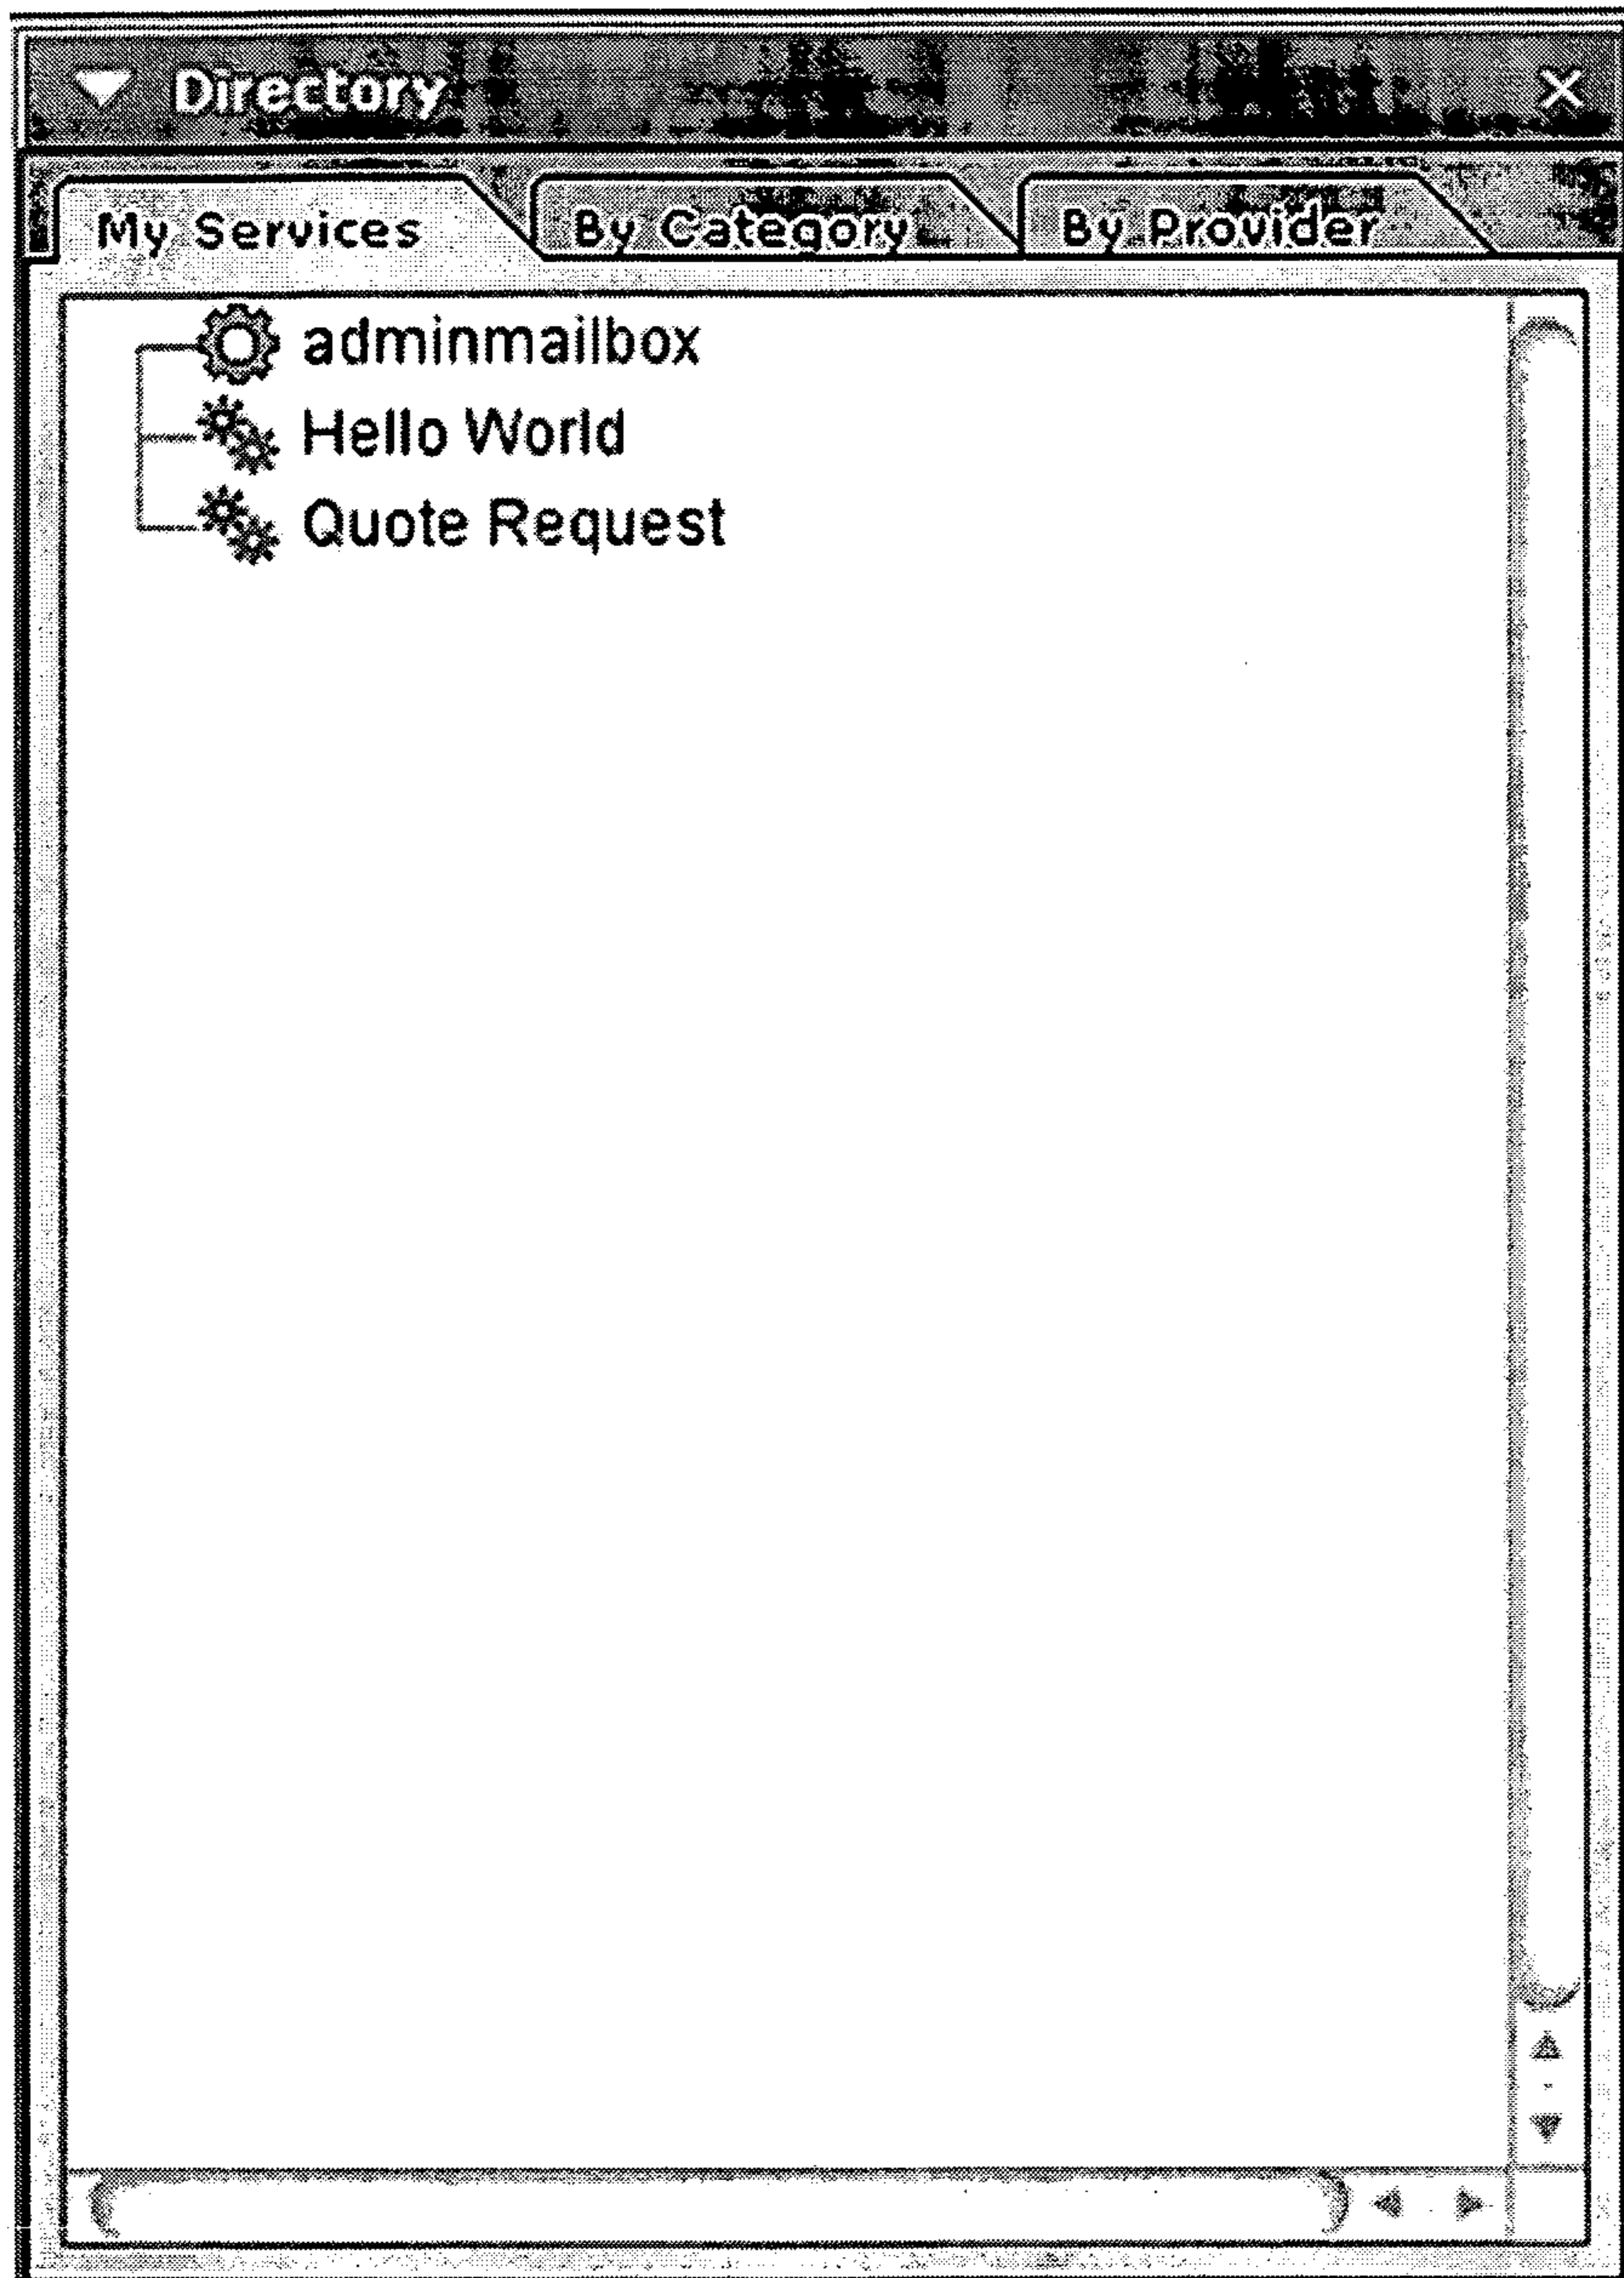 Directory
My Services By Category By Provider
adminmailbox
Hello World
Quote Request